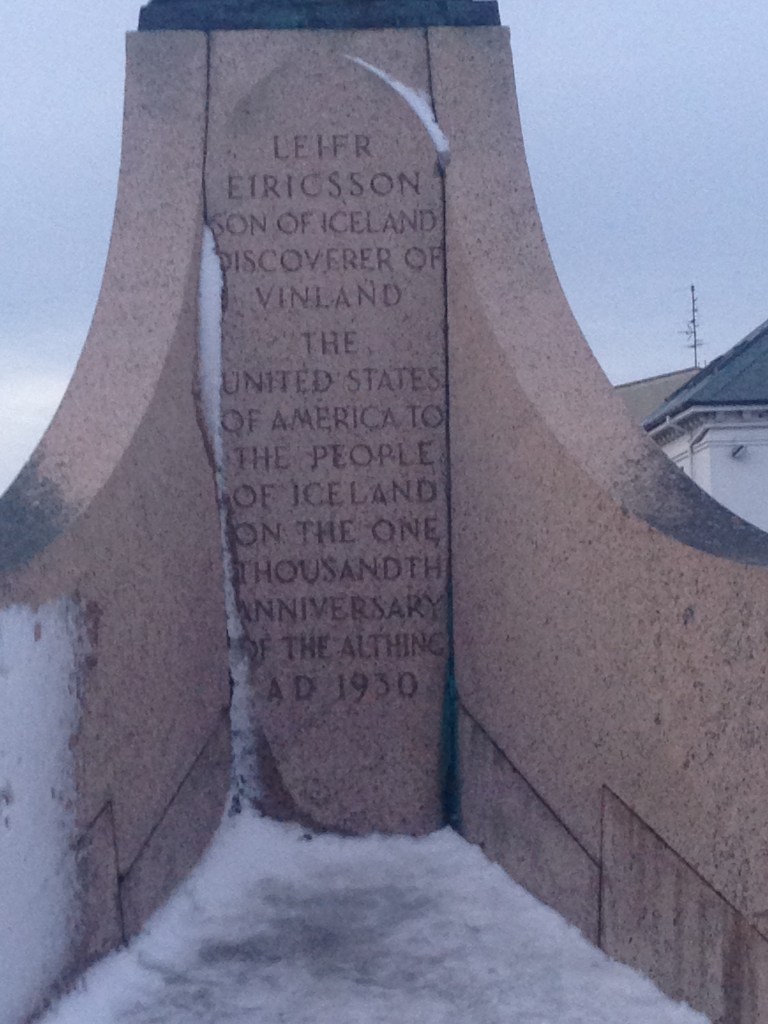 LEIFR
EIRICSSON
SON OF ICELAND
DISCOVERER OF
VINLAND
THE
UNITED STATES
OF AMERICA TO
THE PEOPLE
OF ICELAND
ON THE ONE
THOUSANDTH
ANNIVERSARY
OF THE ALTHING
AD 1930